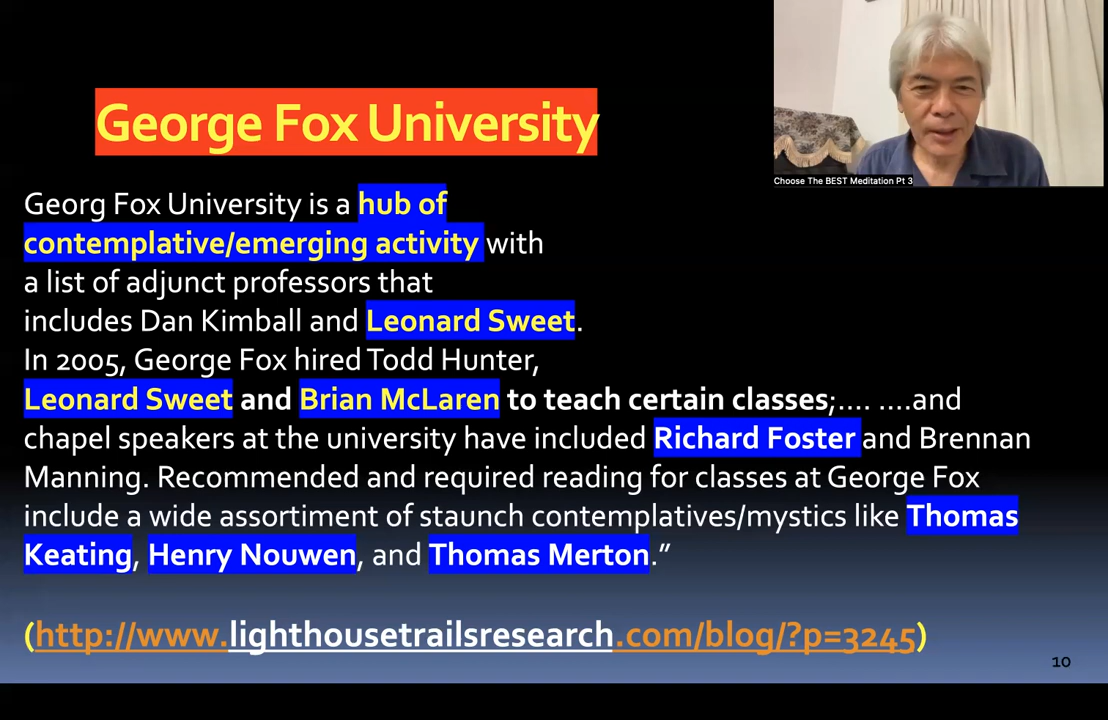 George Fox University
Choose The BEST Meditation Pt 3
Georg Fox University is a hub of
contemplative/emerging activity with
a list of adjunct professors that
includes Dan Kimball and Leonard Sweet.
In 2005, George Fox hired Todd Hunter,
Leonard Sweet and Brian McLaren to teach certain classes;.... ....and
chapel speakers at the university have included Richard Foster and Brennan
Manning. Recommended and required reading for classes at George Fox
include a wide assortiment of staunch contemplatives/mystics like Thomas
Keating, Henry Nouwen, and Thomas Merton.”
(http://www.lighthousetrailsresearch.com/blog/?p=3245)
10